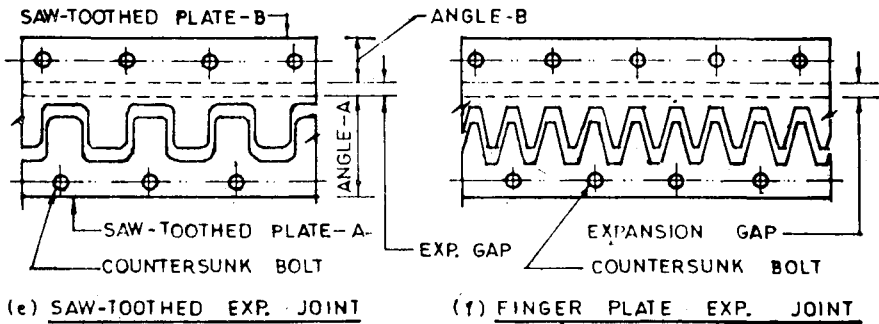 SAW-TOOTHED PLATE-B
ANGLE-B
ANGLE-A
SAW-TOOTHED PLATE-A
EXP. GAP
COUNTERSUNK BOLT
EXPANSION GAP
COUNTERSUNK BOLT
(e) SAW-TOOTHED EXP. JOINT
(f) FINGER PLATE EXP. JOINT